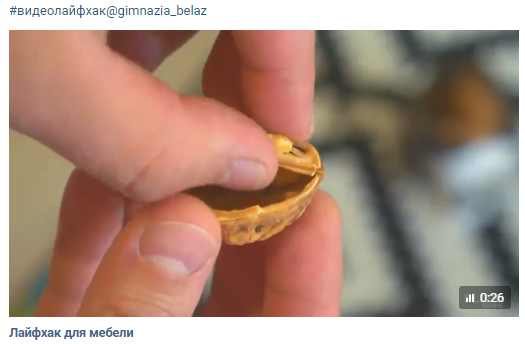 #видеолайфхак@gimnazia_belaz
0:26
Лайфхак для мебели